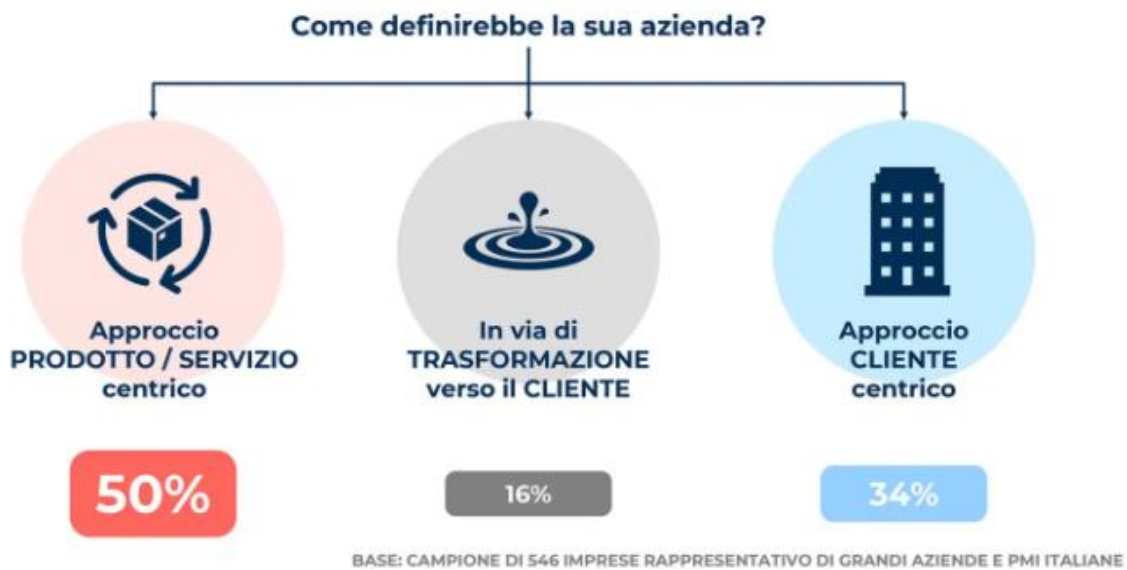 Come definirebbe la sua azienda?
Approccio
PRODOTTO / SERVIZIO
centrico
In via di
TRASFORMAZIONE
verso il CLIENTE
Approccio
CLIENTE
centrico
50%
16%
34%
BASE: CAMPIONE DI 546 IMPRESE RAPPRESENTATIVO DI GRANDI AZIENDE E PMI ITALIANE